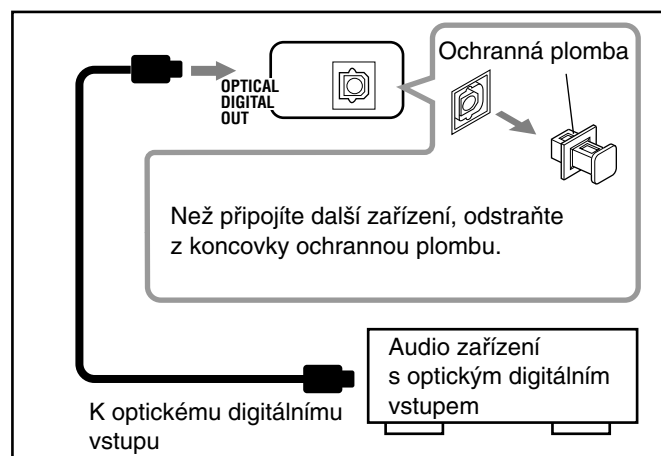 Ochranná plomba
OPTICAL
DIGITAL
OUT
Než připojíte další zařízení, odstraňte
z koncovky ochrannou plombu.
Audio zařízení
s optickým digitálním
vstupem
K optickému digitálnímu
vstupu